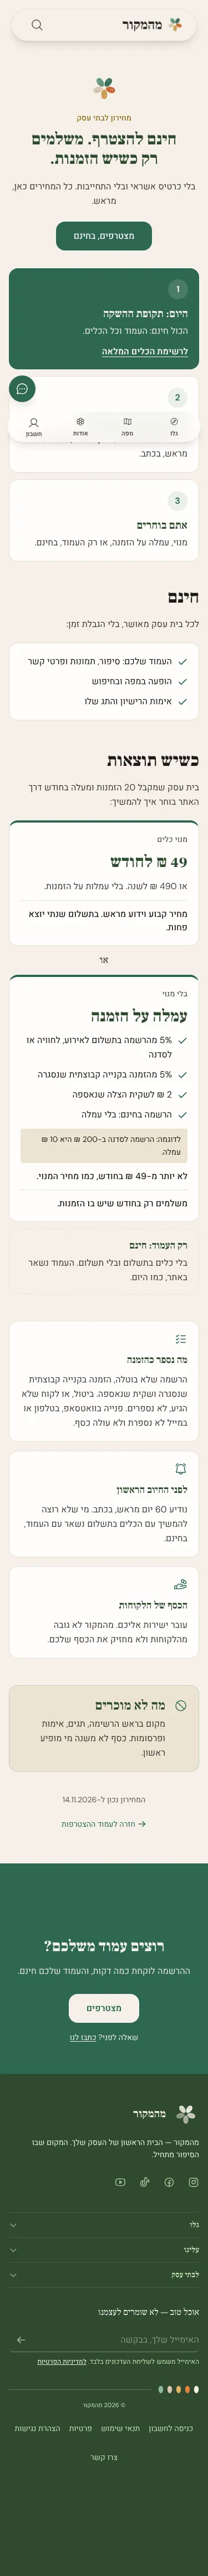 מהמקור
מחירון לבתי עסק
חינם להצטרף. משלמים
רק כשיש הזמנות.
בלי כרטיס אשראי ובלי התחייבות. כל המחירים כאן,
מראש.
מצטרפים, בחינם
1
היום: תקופת ההשקה
הכול חינם: העמוד וכל הכלים.
לרשימת הכלים המלאה
2
גלו
מפה
אודות
חשבון
מראש, בכתב.
3
אתם בוחרים
מנוי, עמלה על הזמנה, או רק העמוד, בחינם.
חינם
לכל בית עסק מאושר, בלי הגבלת זמן:
העמוד שלכם: סיפור, תמונות ופרטי קשר
הופעה במפה ובחיפוש
אימות הרישיון והתג שלו
כשיש תוצאות
בית עסק שמקבל 20 הזמנות ומעלה בחודש דרך
האתר בוחר איך להמשיך:
מנוי כלים
49 ₪ לחודש
או 490 ₪ לשנה. בלי עמלות על הזמנות.
מחיר קבוע וידוע מראש. בתשלום שנתי יוצא
פחות.
או
בלי מנוי
עמלה על הזמנה
5% מהרשמה בתשלום לאירוע, לחוויה או
לסדנה
5% מהזמנה בקנייה קבוצתית שנסגרה
2 ₪ לשקית הצלה שנאספה
הרשמה בחינם: בלי עמלה
לדוגמה: הרשמה לסדנה ב-200 ₪ היא 10 ₪
עמלה.
לא יותר מ-49 ₪ בחודש, כמו מחיר המנוי.
משלמים רק בחודש שיש בו הזמנות.
רק העמוד: חינם
בלי כלים בתשלום ובלי תשלום. העמוד נשאר
באתר, כמו היום.
מה נספר כהזמנה
הרשמה שלא בוטלה, הזמנה בקנייה קבוצתית
שנסגרה ושקית שנאספה. ביטול, או לקוח שלא
הגיע, לא נספרים. פנייה בוואטסאפ, בטלפון או
במייל לא נספרת ולא עולה כסף.
לפני החיוב הראשון
נודיע 60 יום מראש, בכתב. מי שלא רוצה
להמשיך עם הכלים בתשלום נשאר עם העמוד,
בחינם.
הכסף של הלקוחות
עובר ישירות אליכם. מהמקור לא גובה
מהלקוחות ולא מחזיק את הכסף שלכם.
מה לא מוכרים
מקום בראש הרשימה, תגים, אימות
ופרסומות. כסף לא משנה מי מופיע
ראשון.
המחירון נכון ל-14.11.2026
חזרה לעמוד ההצטרפות
רוצים עמוד משלכם?
ההרשמה לוקחת כמה דקות, והעמוד שלכם חינם.
מצטרפים
שאלה לפני? כתבו לנו
מהמקור
מהמקור — הבית הראשון של העסק שלך. המקום שבו
הסיפור מתחיל.
גלו
עלינו
לבתי עסק
אוכל טוב — לא שומרים לעצמנו
האימייל שלך, בבקשה
האימייל משמש לשליחת העדכונים בלבד. למדיניות הפרטיות
© 2026 מהמקור
כניסה לחשבון
תנאי שימוש
פרטיות
הצהרת נגישות
צרו קשר